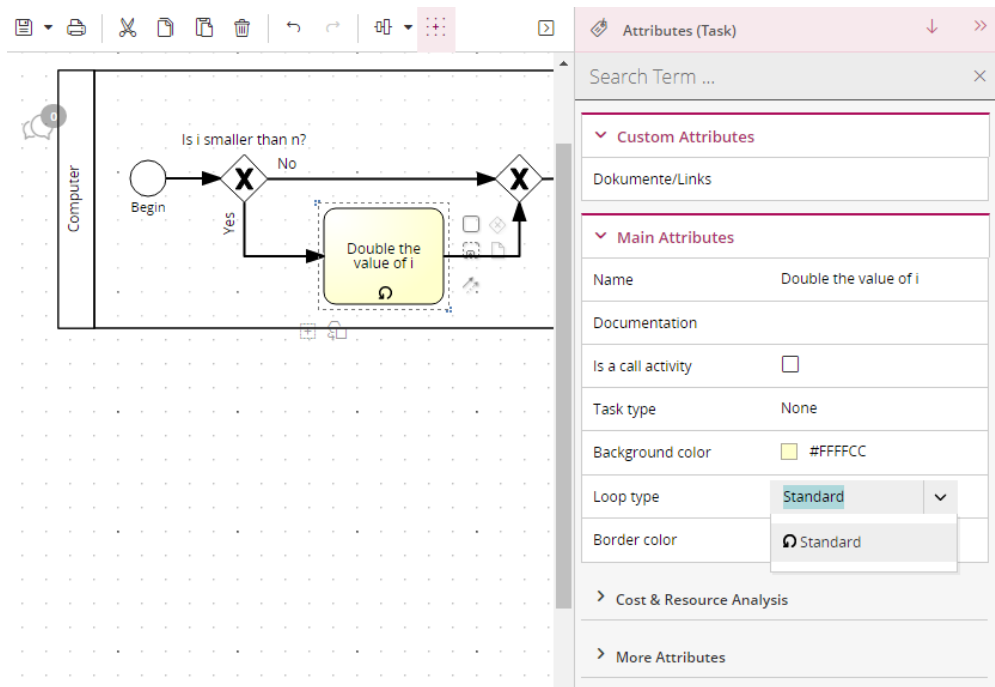 Attributes (Task)
Search Term ...
0
Computer
Is i smaller than n?
No
Begin
Yes
Double the
value of i
Custom Attributes
Dokumente/Links
Main Attributes
Name Double the value of i
Documentation
Is a call activity
Task type None
Background color #FFFFCC
Loop type Standard
Standard
Border color
Cost & Resource Analysis
More Attributes